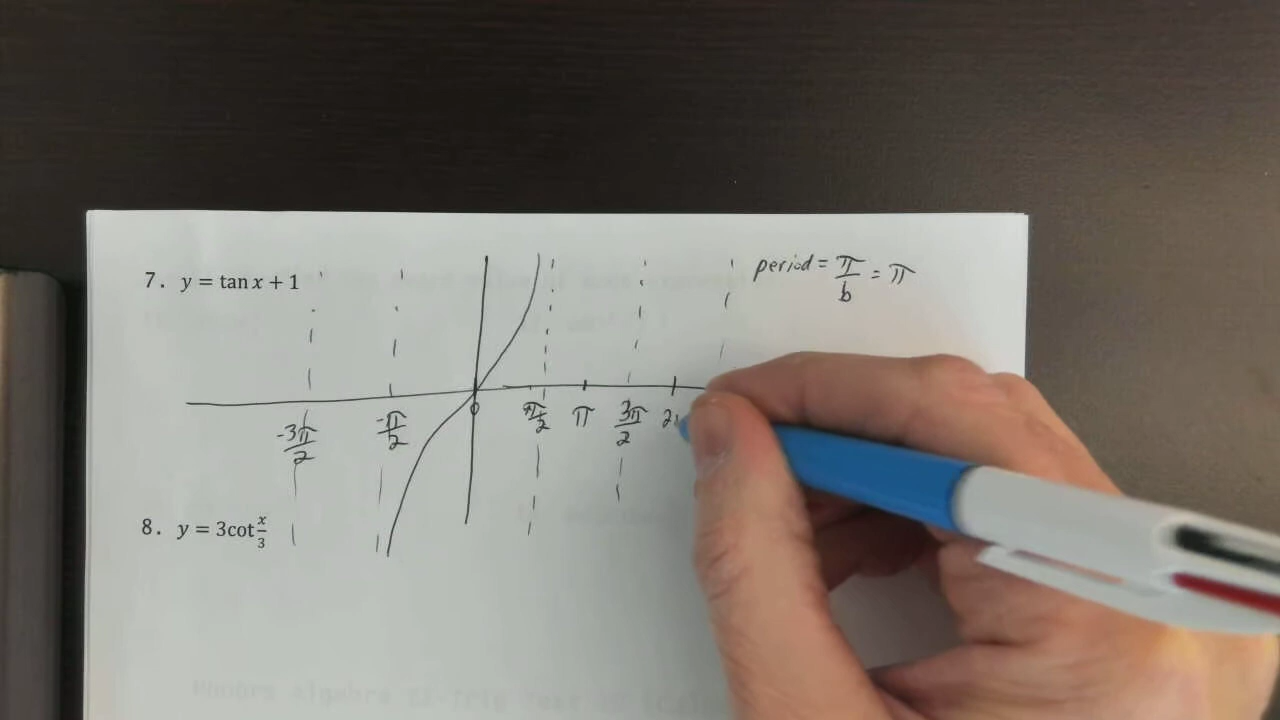 7. y = tan x + 1
period = π/b = π
-3π/2 -π/2 0 π/2 π 3π/2
8. y = 3cot x/3